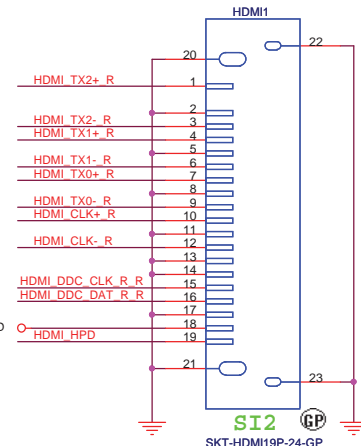 HDMI1
20
22
HDMI_TX2+_R
1
2
HDMI_TX2-_R
3
HDMI_TX1+_R
4
5
HDMI_TX1-_R
6
HDMI_TX0+_R
7
8
HDMI_TX0-_R
9
HDMI_CLK+_R
10
11
HDMI_CLK-_R
12
13
14
HDMI_DDC_CLK_R_R
15
HDMI_DDC_DAT_R_R
16
17
18
HDMI_HPD
19
21
23
SI2
GP
SKT-HDMI19P-24-GP